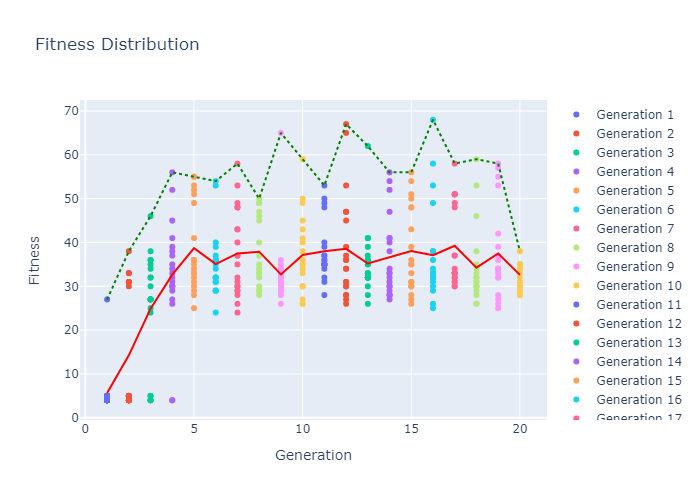 Fitness Distribution
70
60
50
40
30
20
10
0
Fitness
0
5
10
15
20
Generation
Generation 1
Generation 2
Generation 3
Generation 4
Generation 5
Generation 6
Generation 7
Generation 8
Generation 9
Generation 10
Generation 11
Generation 12
Generation 13
Generation 14
Generation 15
Generation 16
Generation 17